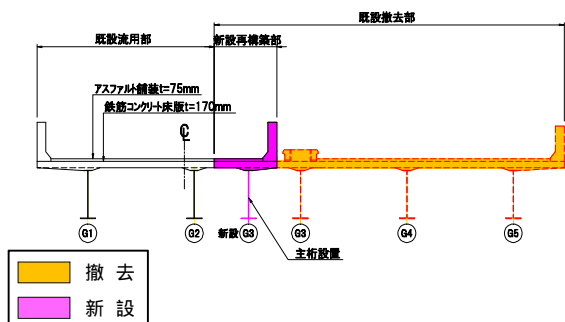 既設撤去部
既設流用部
新設再構築部
アスファルト舗装t=75mm
鉄筋コンクリート床版t=170mm
℄
G1
G2
新設 G3
G3
G4
G5
主桁設置
撤 去
新 設